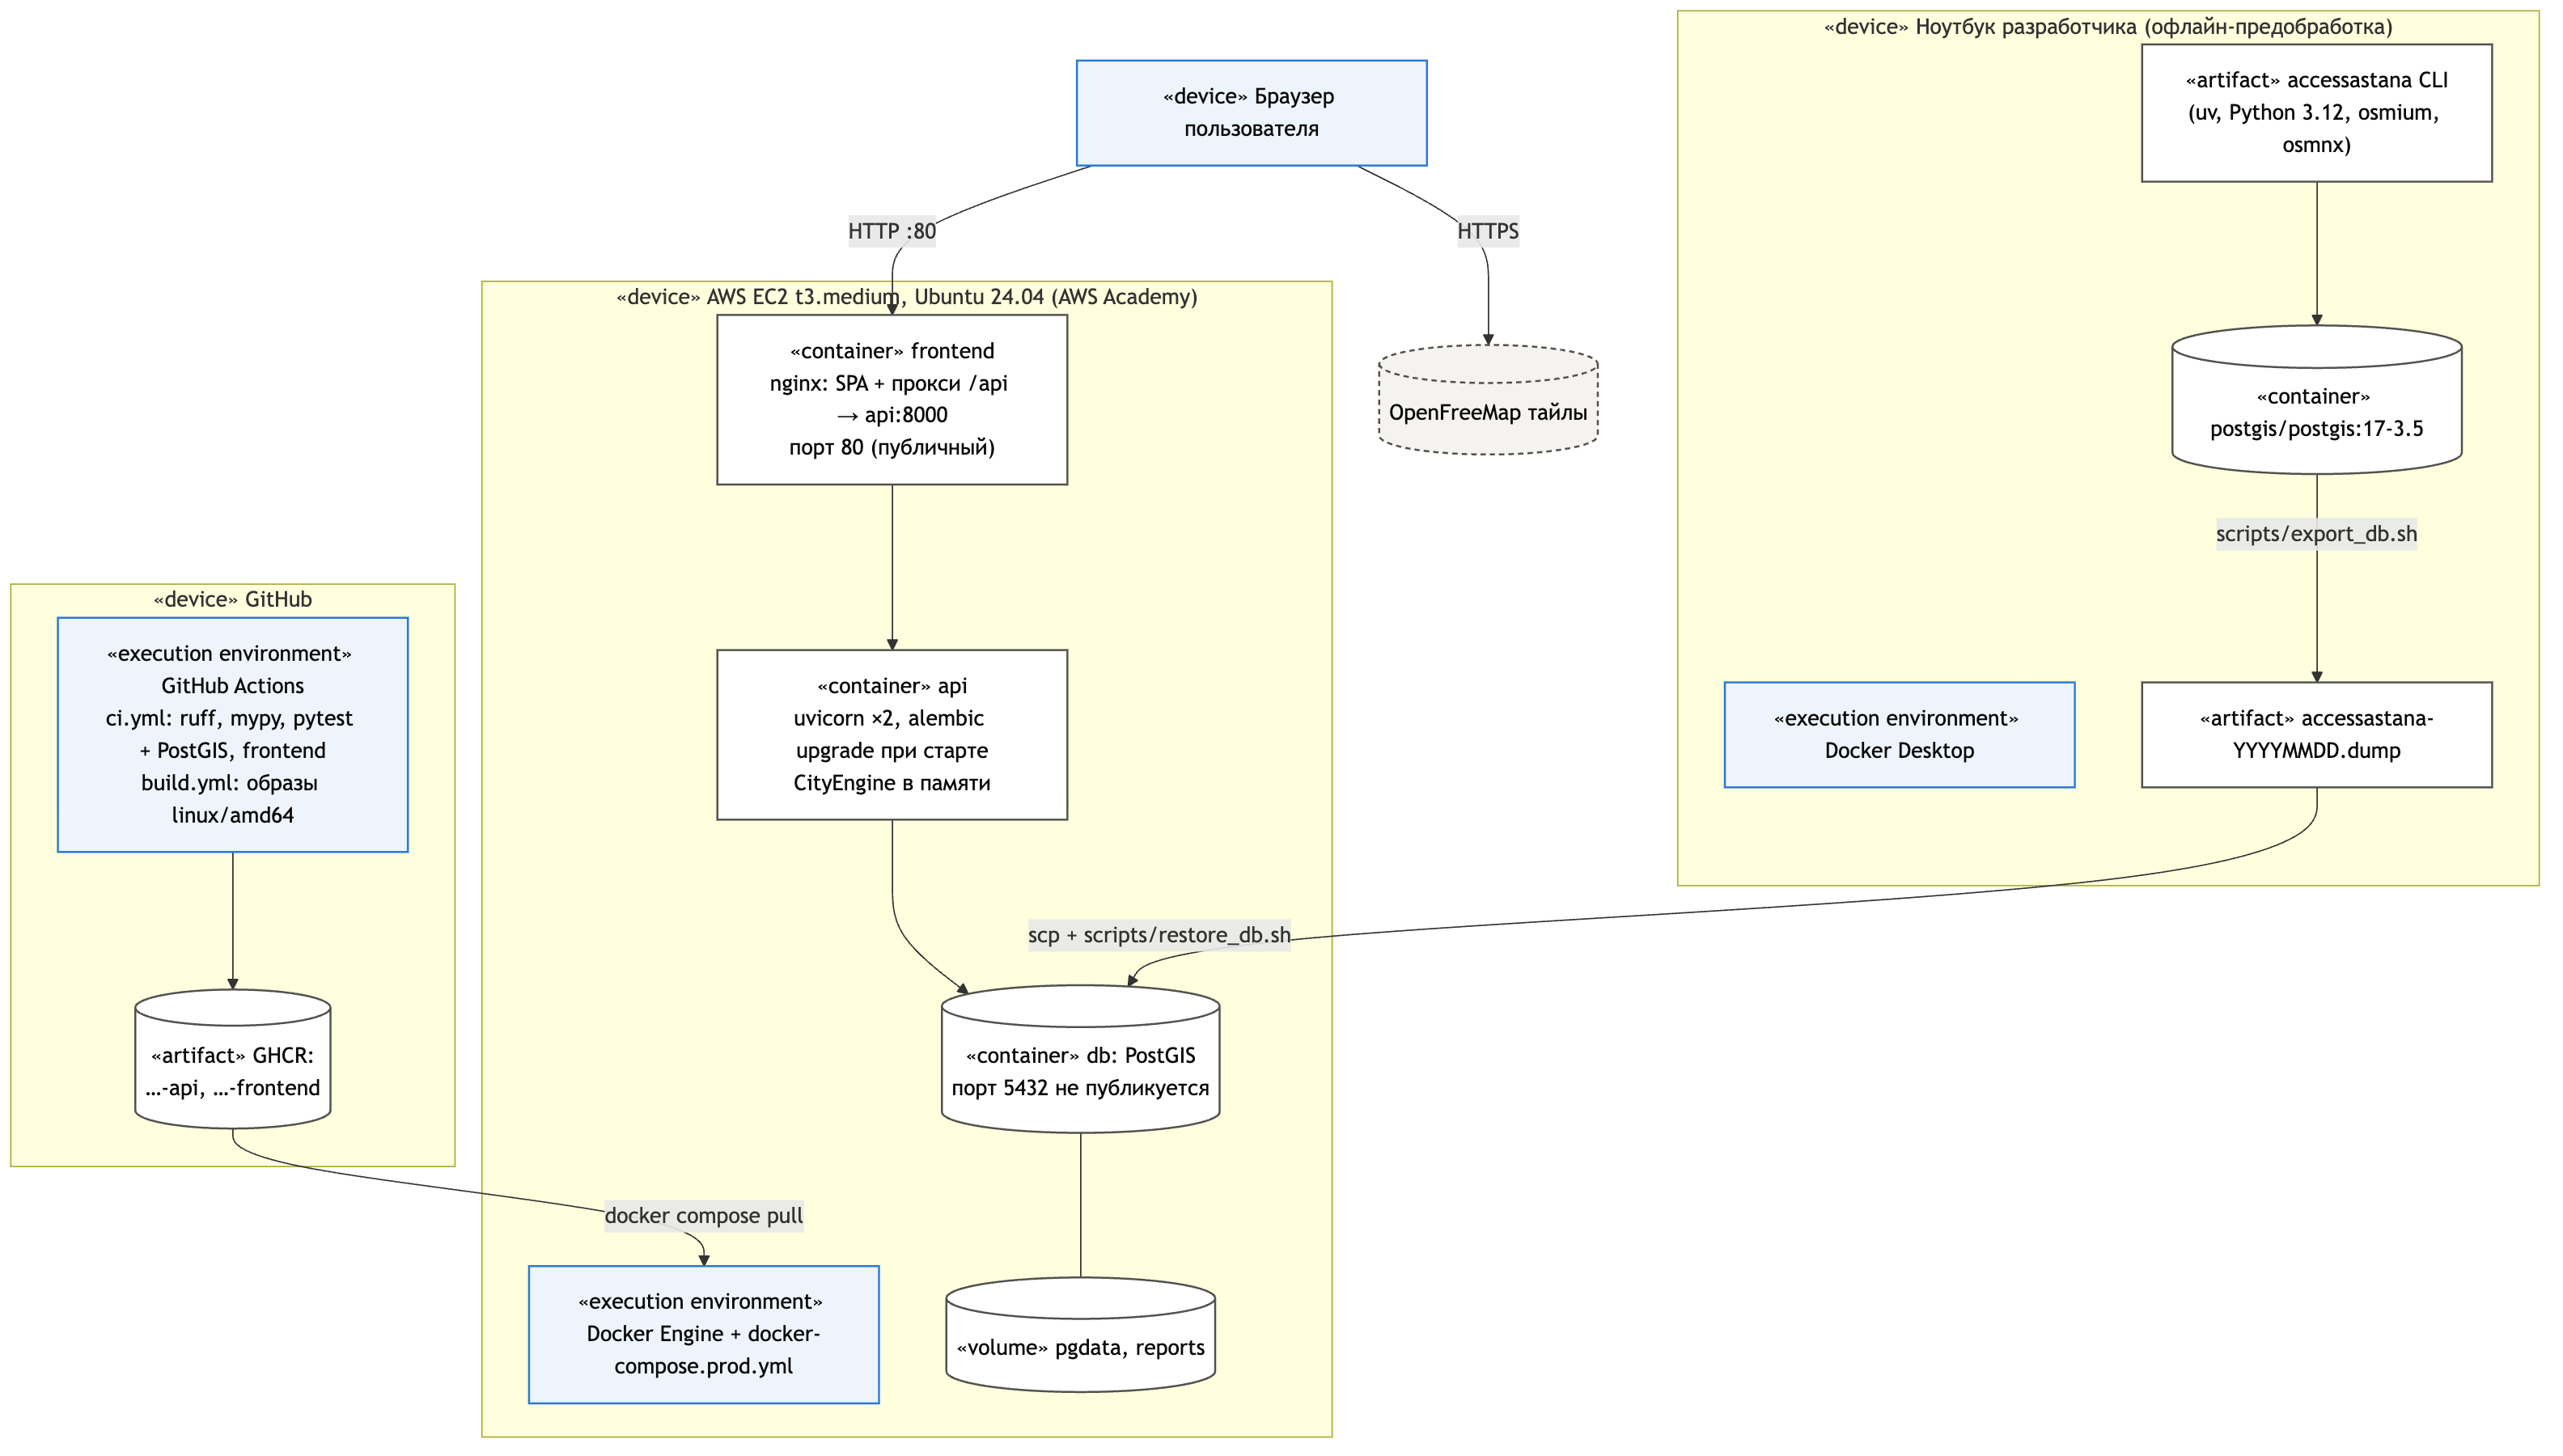 «device» Ноутбук разработчика (офлайн-предобработка)
«artifact» accessastana CLI
(uv, Python 3.12, osmium,
osmnx)
«device» Браузер
пользователя
HTTP :80
HTTPS
«device» AWS EC2 t3.medium, Ubuntu 24.04 (AWS Academy)
«container» frontend
nginx: SPA + прокси /api
→ api:8000
порт 80 (публичный)
OpenFreeMap тайлы
«container»
postgis/postgis:17-3.5
scripts/export_db.sh
«device» GitHub
«execution environment»
GitHub Actions
ci.yml: ruff, mypy, pytest
+ PostGIS, frontend
build.yml: образы
linux/amd64
«container» api
uvicorn ×2, alembic
upgrade при старте
CityEngine в памяти
«execution environment»
Docker Desktop
«artifact» accessastana-
YYYYMMDD.dump
scp + scripts/restore_db.sh
«artifact» GHCR:
...-api, ...-frontend
«container» db: PostGIS
порт 5432 не публикуется
docker compose pull
«execution environment»
Docker Engine + docker-
compose.prod.yml
«volume» pgdata, reports